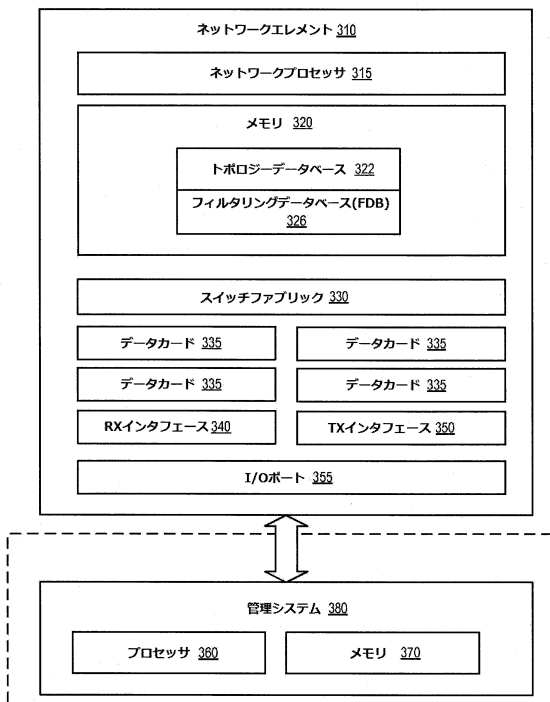 ネットワークエレメント 310
ネットワークプロセッサ 315
メモリ 320
トポロジーデータベース 322
フィルタリングデータベース(FDB)
326
スイッチファブリック 330
データカード 335
データカード 335
データカード 335
データカード 335
RXインタフェース340
TXインタフェース 350
I/Oポート 355
管理システム 380
プロセッサ 360
メモリ 370